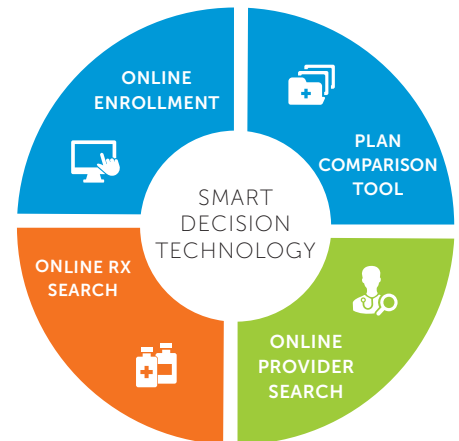 ONLINE
ENROLLMENT
PLAN
COMPARISON
TOOL
SMART
DECISION
TECHNOLOGY
ONLINE RX
SEARCH
ONLINE
PROVIDER
SEARCH